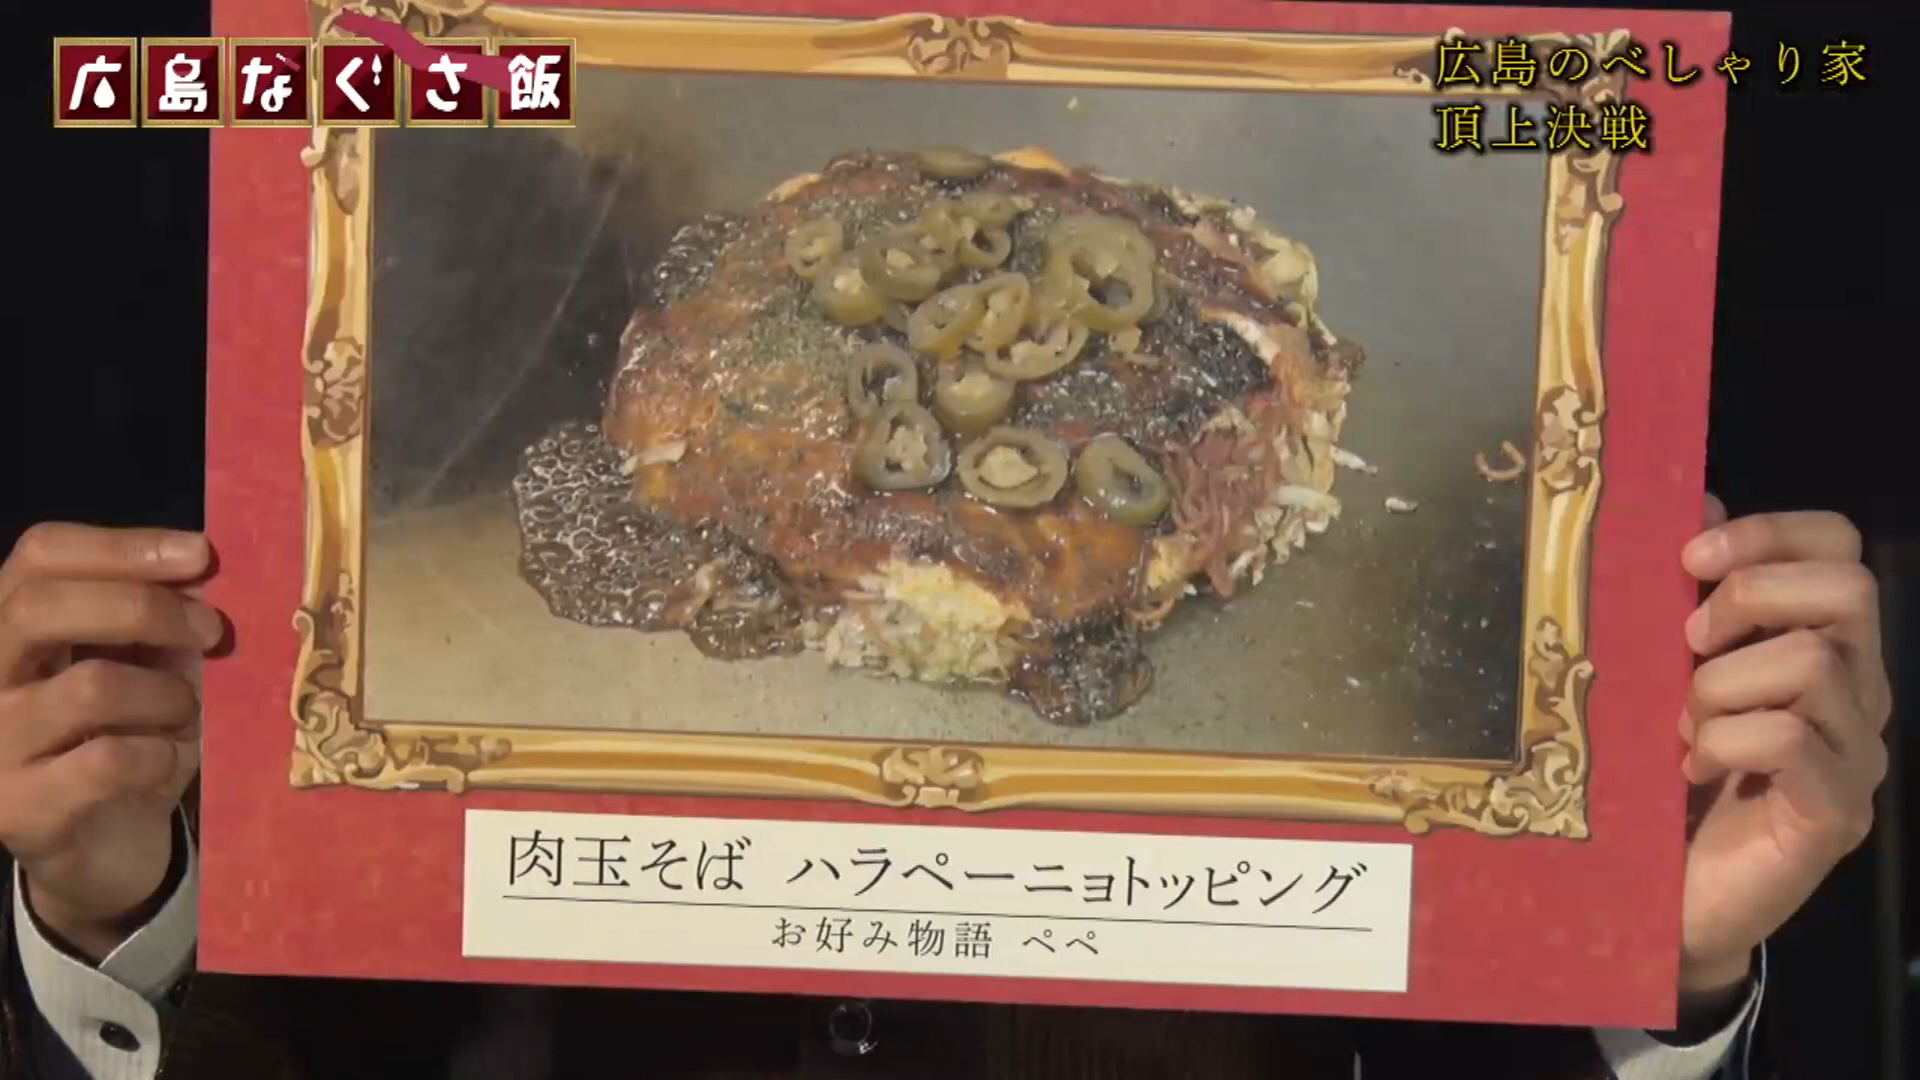 広島なぐさ飯
広島のべしゃり家
頂上決戦
肉玉そば ハラペーニョトッピング
お好み物語 ペペ